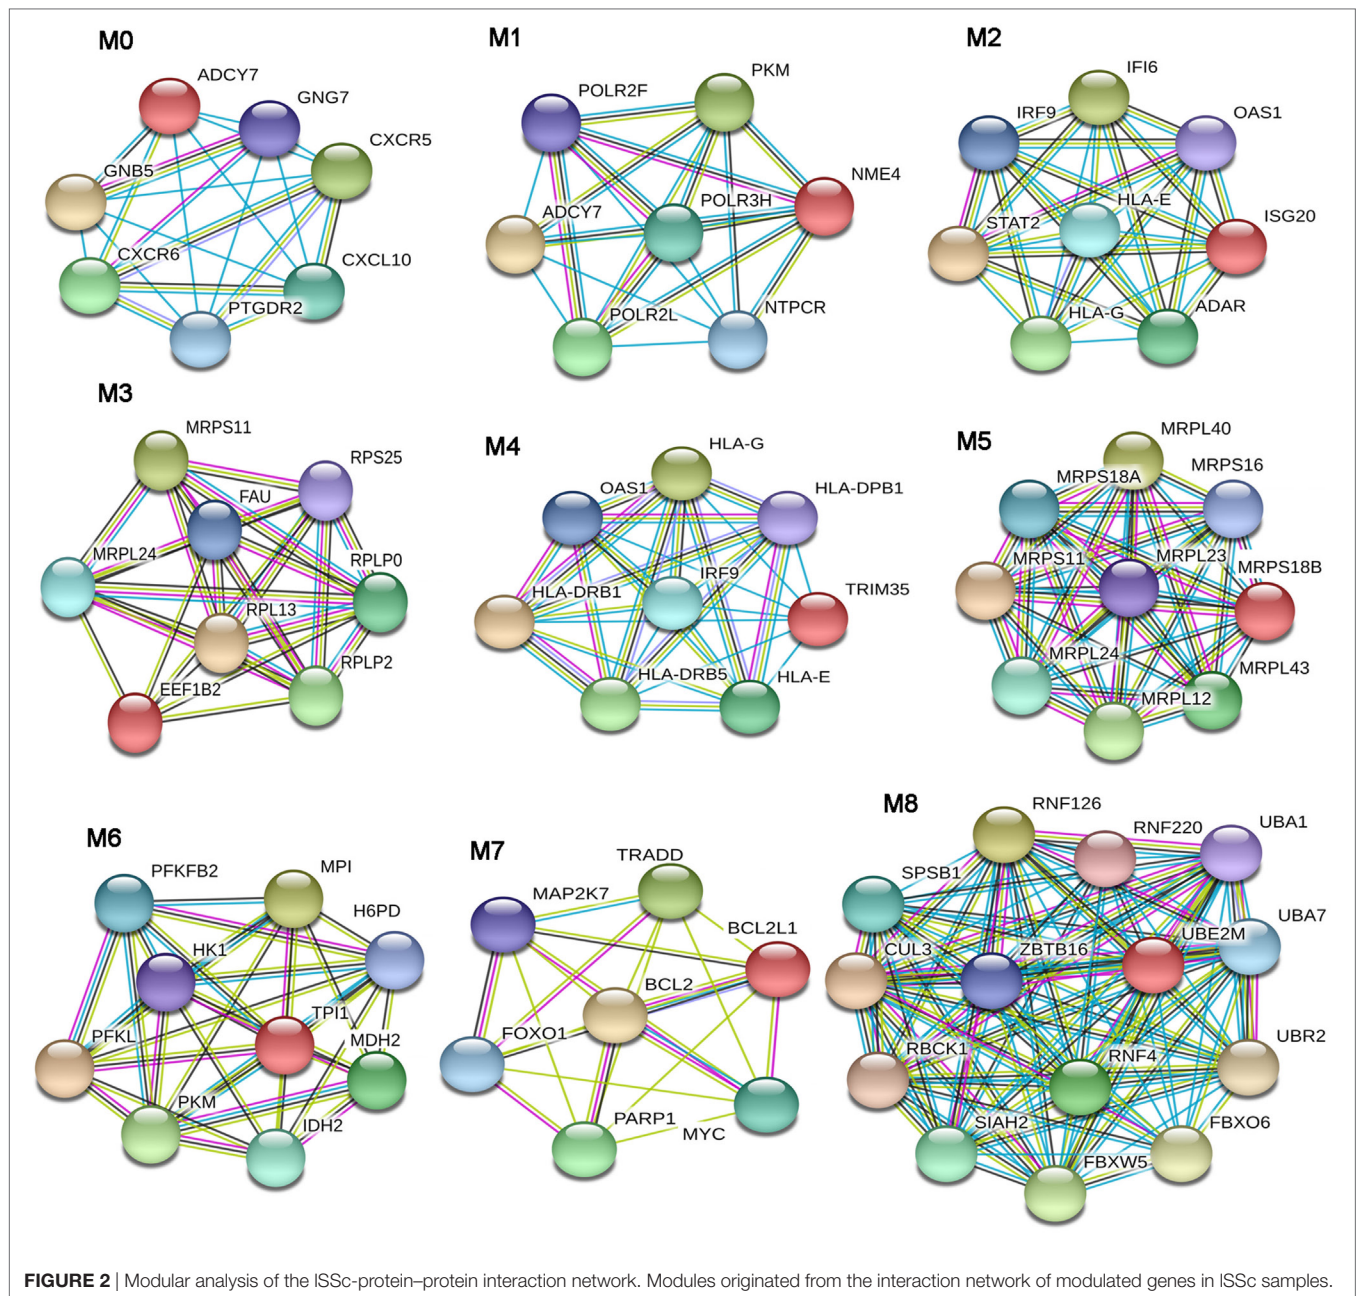 M0
ADCY7
GNG7
CXCR5
GNB5
CXCR6
CXCL10
PTGDR2
M1
PKM
POLR2F
NME4
POLR3H
ADCY7
POLR2L
NTPCR
M2
IFI6
IRF9
OAS1
HLA-E
STAT2
ISG20
HLA-G
ADAR
M3
MRPS11
RPS25
FAU
MRPL24
RPLP0
RPL13
RPLP2
EEF1B2
M4
HLA-G
OAS1
HLA-DPB1
IRF9
TRIM35
HLA-DRB1
HLA-DRB5
HLA-E
M5
MRPL40
MRPS16
MRPS18A
MRPS11
MRPL23
MRPS18B
MRPL24
MRPL43
MRPL12
M6
PFKFB2
MPI
H6PD
HK1
TPI1
MDH2
PFKL
PKM
IDH2
M7
TRADD
MAP2K7
BCL2L1
BCL2
FOXO1
PARP1
MYC
M8
RNF126
RNF220
UBA1
SPSB1
UBA7
UBE2M
CUL3
ZBTB16
UBR2
RBCK1
RNF4
SIAH2
FBXO6
FBXW5
FIGURE 2 | Modular analysis of the lSSc-protein–protein interaction network. Modules originated from the interaction network of modulated genes in lSSc samples.